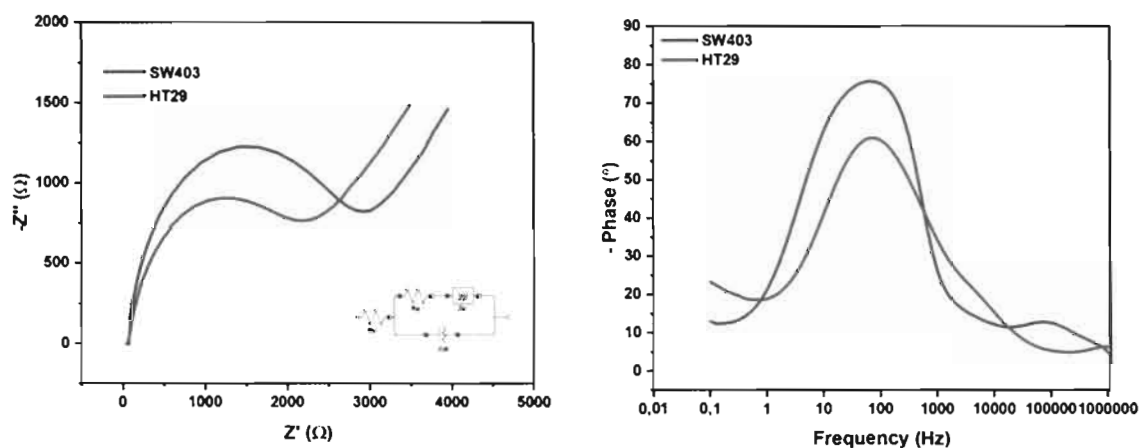 2000
1500
1000
500
0
-Z'' (Ω)
SW403
HT29
0 1000 2000 3000 4000 5000
Z' (Ω)
90
80
70
60
50
40
30
20
10
0
- Phase (°)
SW403
HT29
0,01 0,1 1 10 100 1000 10000 1000000 1000000
Frequency (Hz)